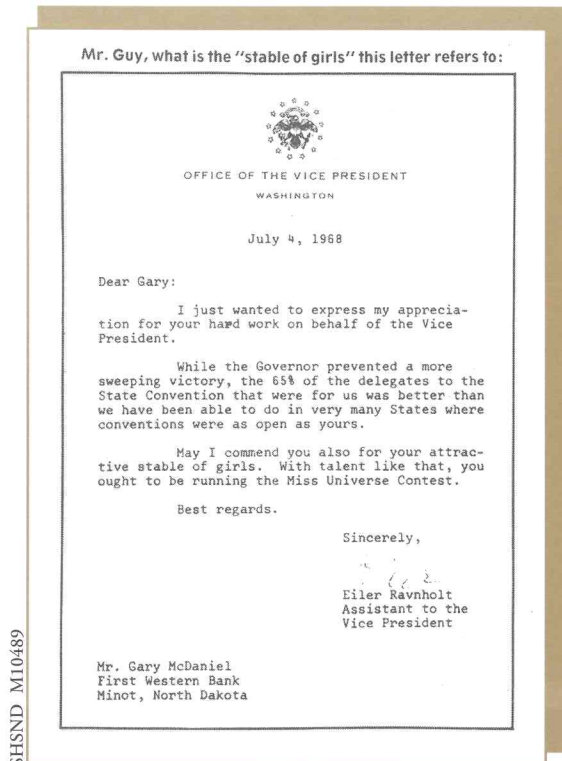 Mr. Guy, what is the "stable of girls" this letter refers to:
OFFICE OF THE VICE PRESIDENT
WASHINGTON
July 4, 1968
Dear Gary:
I just wanted to express my apprecia-
tion for your hard work on behalf of the Vice
President.
While the Governor prevented a more
sweeping victory, the 65% of the delegates to the
State Convention that were for us was better than
we have been able to do in very many States where
conventions were as open as yours.
May I commend you also for your attrac-
tive stable of girls. With talent like that, you
ought to be running the Miss Universe Contest.
Best regards.
Sincerely,
Eiler Ravnholt
Assistant to the
Vice President
Mr. Gary McDaniel
First Western Bank
Minot, North Dakota
SHSND M10489